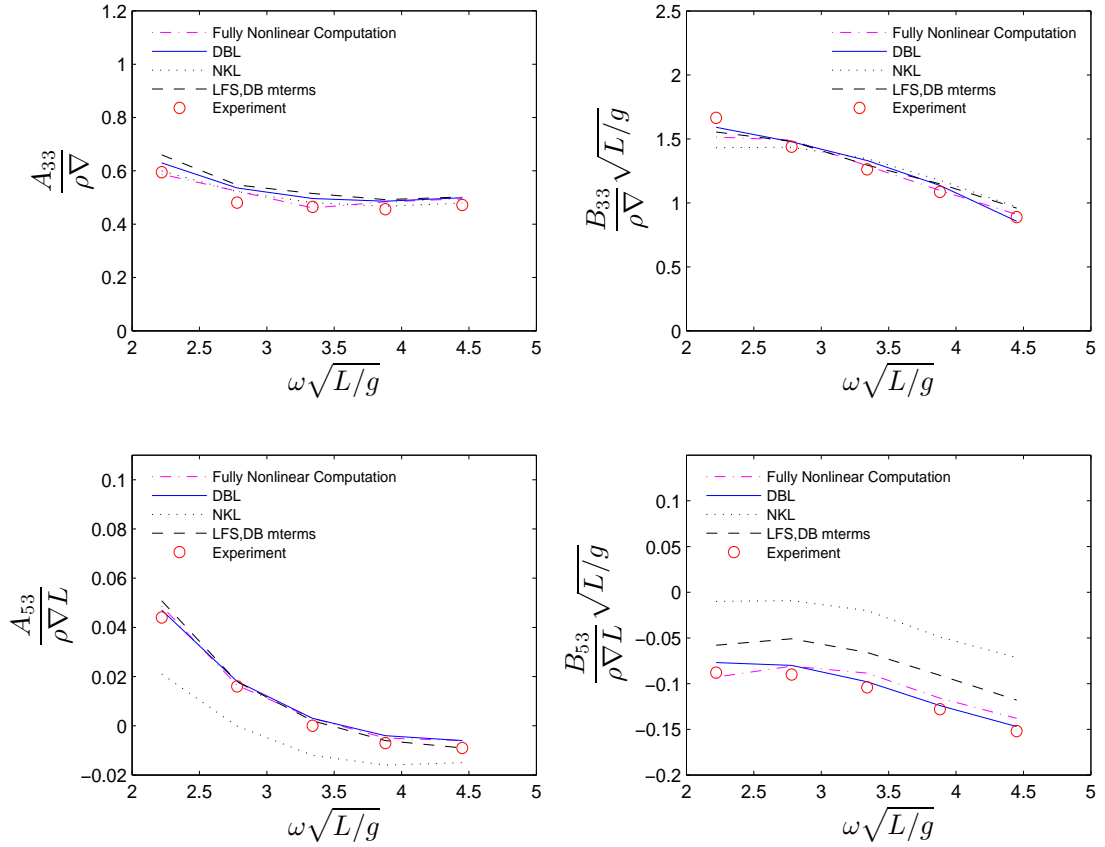 1.2
1
0.8
0.6
0.4
0.2
0
2 2.5 3 3.5 4 4.5 5
A₃₃/ρ∇
ω√L/g
Fully Nonlinear Computation
DBL
NKL
LFS,DB mterms
Experiment
2.5
2
1.5
1
0.5
0
2 2.5 3 3.5 4 4.5 5
B₃₃/ρ∇ √L/g
ω√L/g
Fully Nonlinear Computation
DBL
NKL
LFS,DB mterms
Experiment
0.1
0.08
0.06
0.04
0.02
0
−0.02
2 2.5 3 3.5 4 4.5 5
A₅₃/ρ∇L
ω√L/g
Fully Nonlinear Computation
DBL
NKL
LFS,DB mterms
Experiment
0.1
0.05
0
−0.05
−0.1
−0.15
−0.2
2 2.5 3 3.5 4 4.5 5
B₅₃/ρ∇L √L/g
ω√L/g
Fully Nonlinear Computation
DBL
NKL
LFS,DB mterms
Experiment